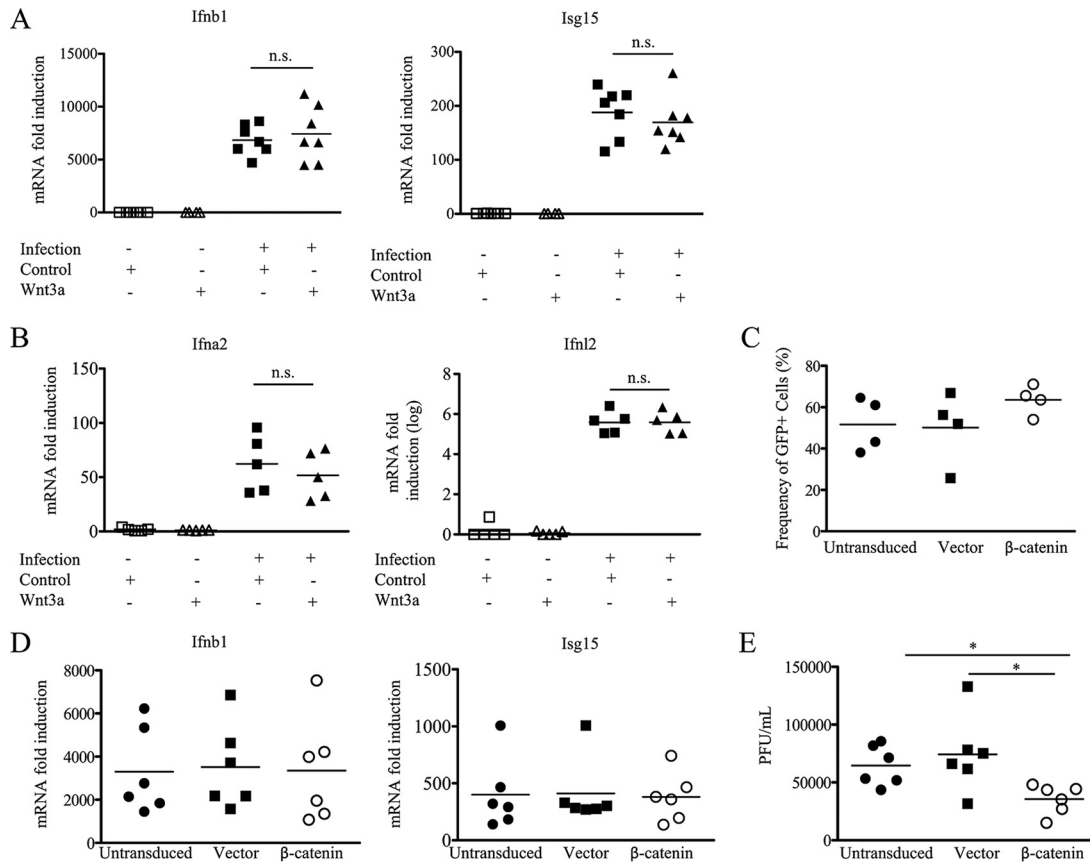 A
Ifnb1
mRNA fold induction
15000
10000
5000
0
n.s.
Infection - - + +
Control + - + -
Wnt3a - + - +
Isg15
mRNA fold induction
300
200
100
0
n.s.
Infection - - + +
Control + - + -
Wnt3a - + - +
B
Ifna2
mRNA fold induction
150
100
50
0
n.s.
Infection - - + +
Control + - + -
Wnt3a - + - +
Ifnl2
mRNA fold
induction (log)
8
6
4
2
0
n.s.
Infection - - + +
Control + - + -
Wnt3a - + - +
C
Frequency of GFP+ Cells (%)
80
60
40
20
0
Untransduced Vector β-catenin
D
Ifnb1
mRNA fold induction
8000
6000
4000
2000
0
Untransduced Vector β-catenin
Isg15
mRNA fold induction
1500
1000
500
0
Untransduced Vector β-catenin
E
PFU/mL
150000
100000
50000
0
*
*
Untransduced Vector β-catenin